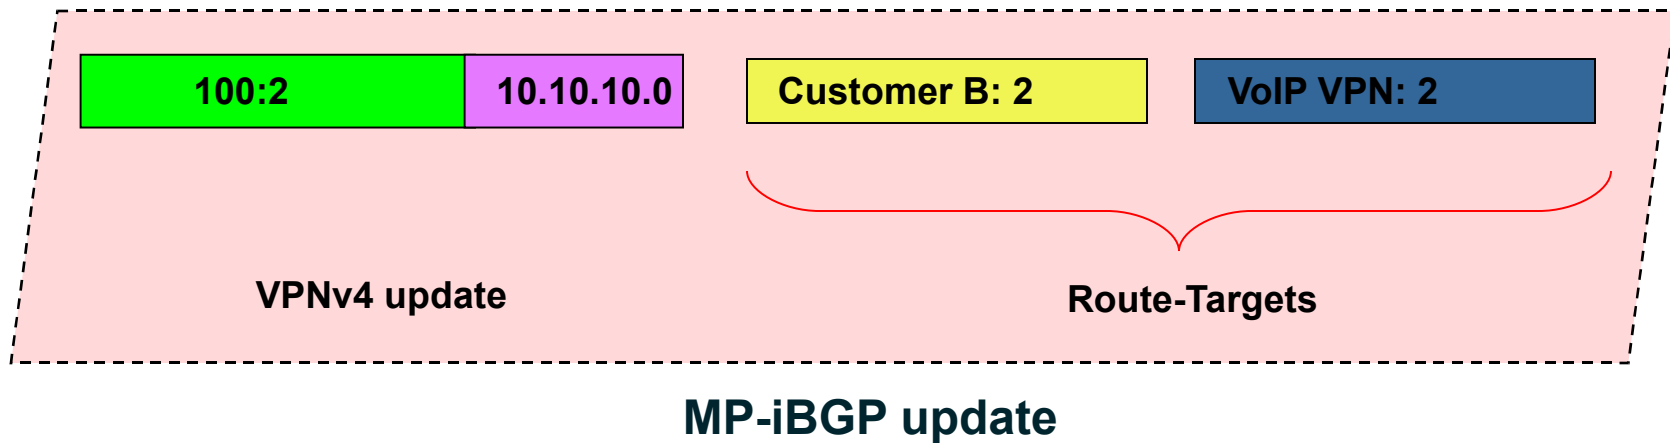 100:2
10.10.10.0
Customer B: 2
VoIP VPN: 2
VPNv4 update
Route-Targets
MP-iBGP update